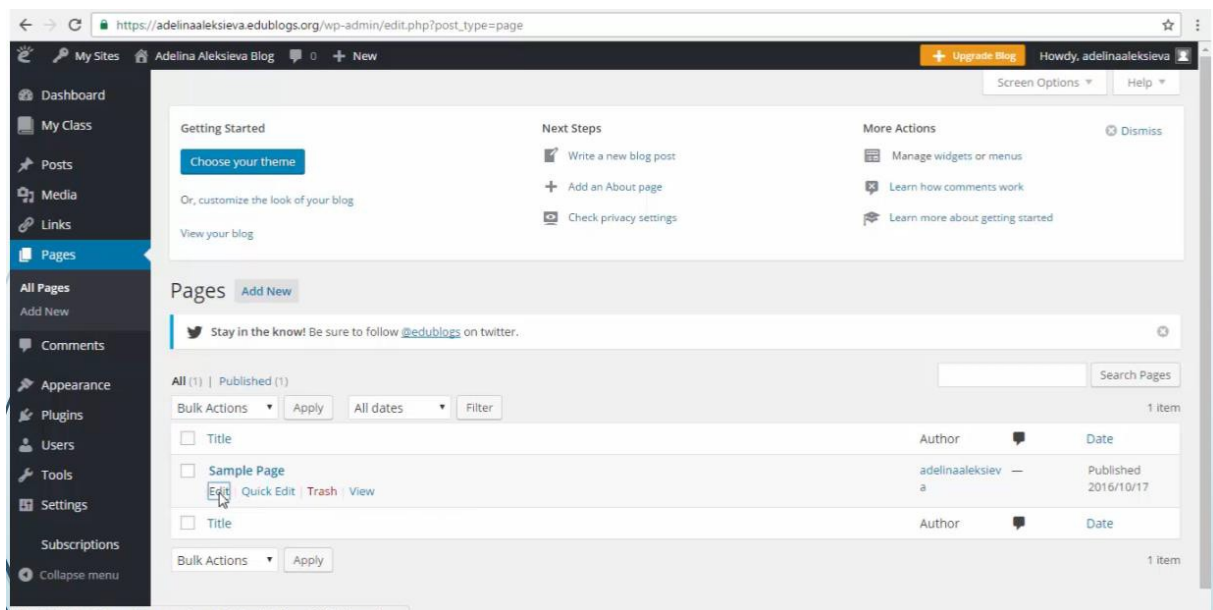 https://adelinaaleksieva.edublogs.org/wp-admin/edit.php?post_type=page
My Sites Adelina Aleksieva Blog 0 + New Upgrade Blog Howdy, adelinaaleksieva
Screen Options Help
Dashboard
My Class
Posts
Media
Links
Pages
All Pages
Add New
Comments
Appearance
Plugins
Users
Tools
Settings
Subscriptions
Collapse menu
Getting Started
Choose your theme
Or, customize the look of your blog
View your blog
Next Steps
Write a new blog post
Add an About page
Check privacy settings
More Actions
Manage widgets or menus
Learn how comments work
Learn more about getting started
Dismiss
Pages Add New
Stay in the know! Be sure to follow @edublogs on twitter.
All (1) | Published (1)
Search Pages
Bulk Actions Apply All dates Filter
1 item
Title Author Date
Sample Page adelinaaleksiev — Published
Edit | Quick Edit | Trash | View a 2016/10/17
Title Author Date
Bulk Actions Apply
1 item